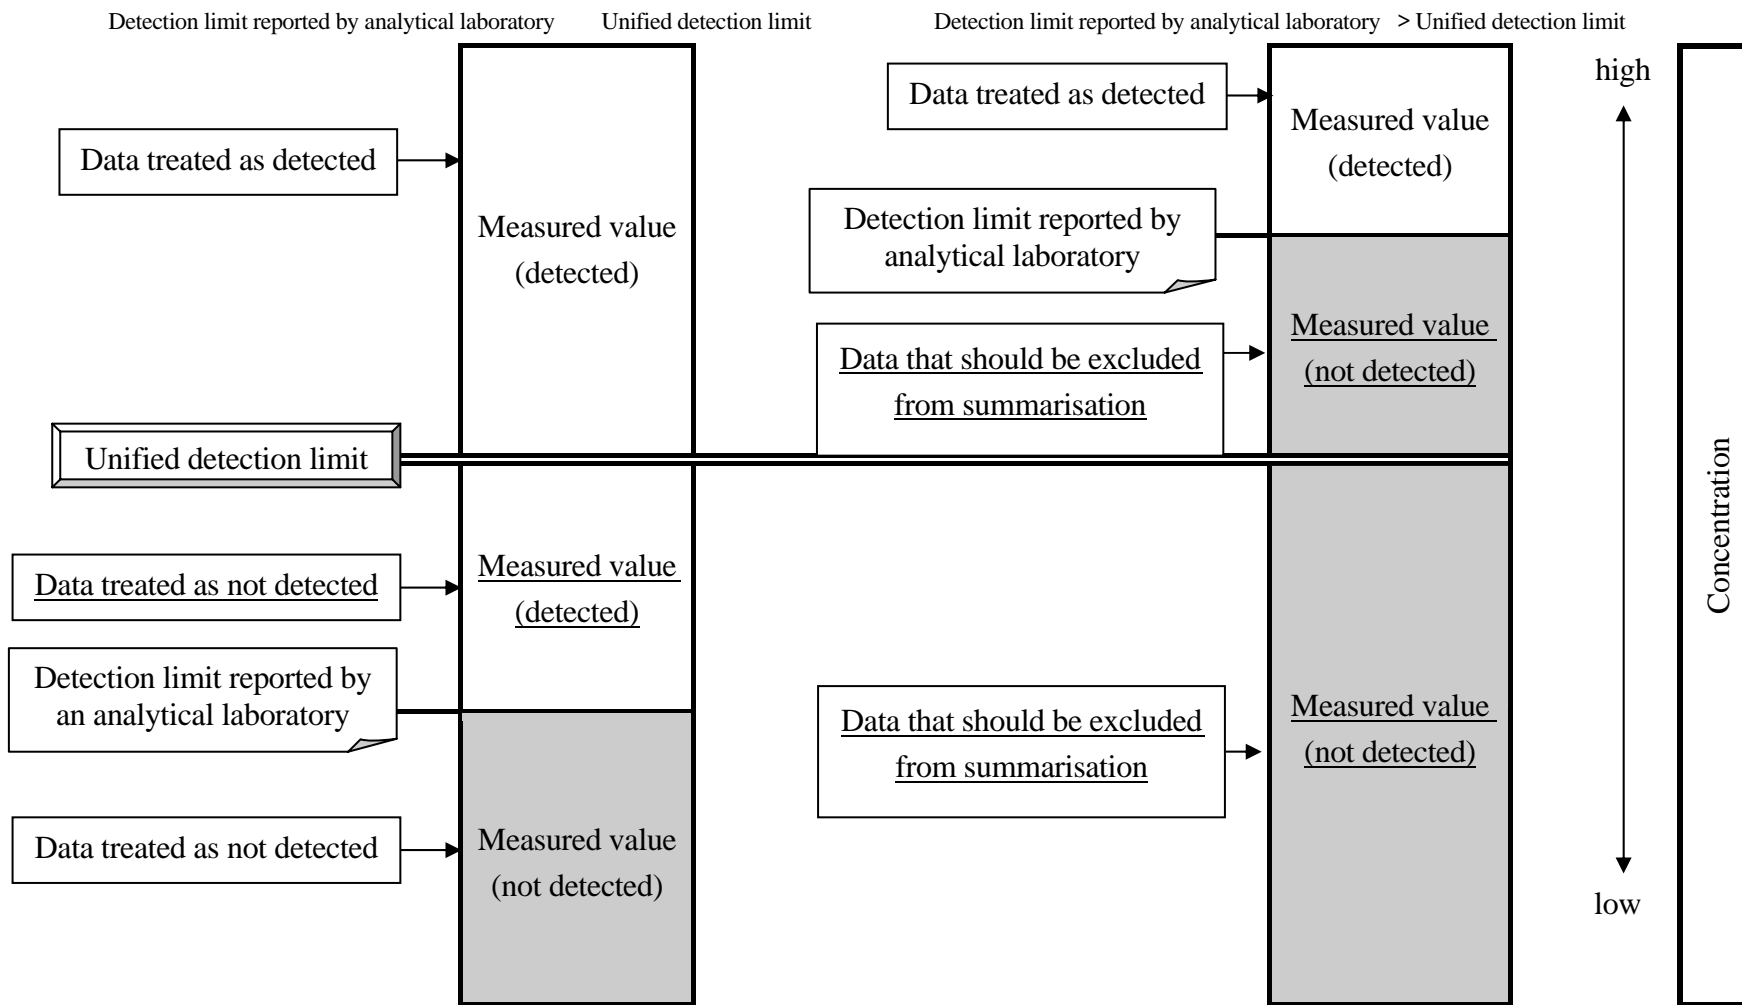 Detection limit reported by analytical laboratory Unified detection limit
Detection limit reported by analytical laboratory > Unified detection limit
Data treated as detected
Measured value
(detected)
Unified detection limit
Data treated as not detected
Measured value
(detected)
Detection limit reported by
an analytical laboratory
Data treated as not detected
Measured value
(not detected)
Data treated as detected
Measured value
(detected)
Detection limit reported by
analytical laboratory
Data that should be excluded
from summarisation
Measured value
(not detected)
Data that should be excluded
from summarisation
Measured value
(not detected)
high
low
Concentration